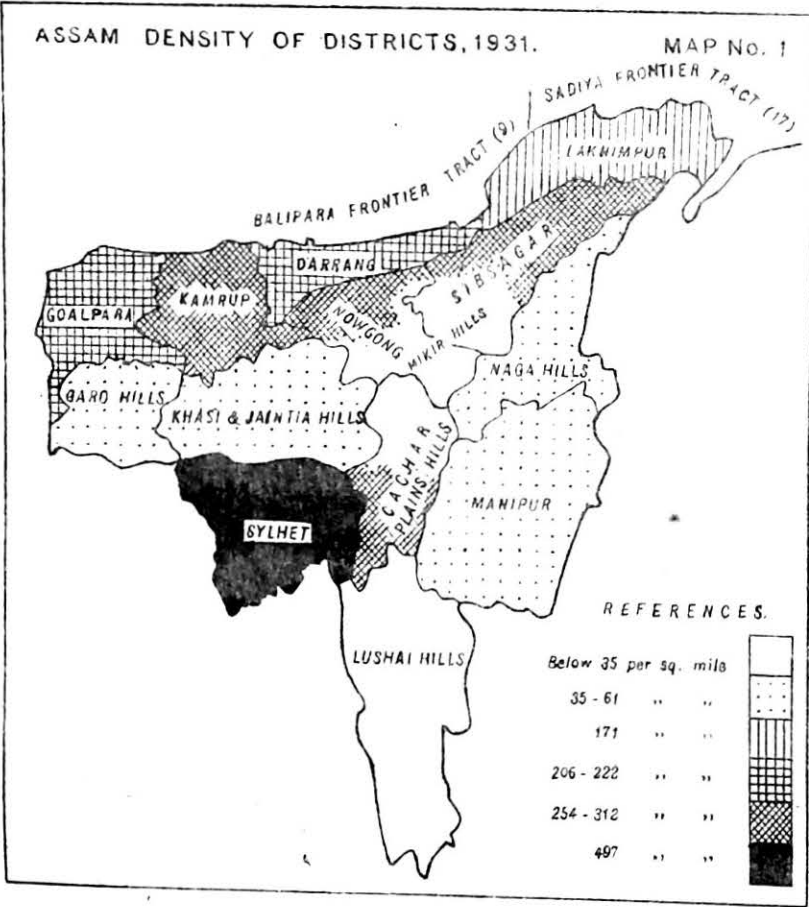 ASSAM DENSITY OF DISTRICTS, 1931.
MAP No. 1
SADIYA FRONTIER TRACT (17)
BALIPARA FRONTIER TRACT (9)
LAKHIMPUR
DARRANG
SIBSAGAR
KAMRUP
GOALPARA
NOWGONG
MIKIR HILLS
NAGA HILLS
GARO HILLS
KHASI & JAINTIA HILLS
CACHAR
PLAINS HILLS
MANIPUR
SYLHET
LUSHAI HILLS
REFERENCES.
Below 35 per sq. mile
35 - 61 " "
171 " "
206 - 222 " "
254 - 312 " "
497 " "